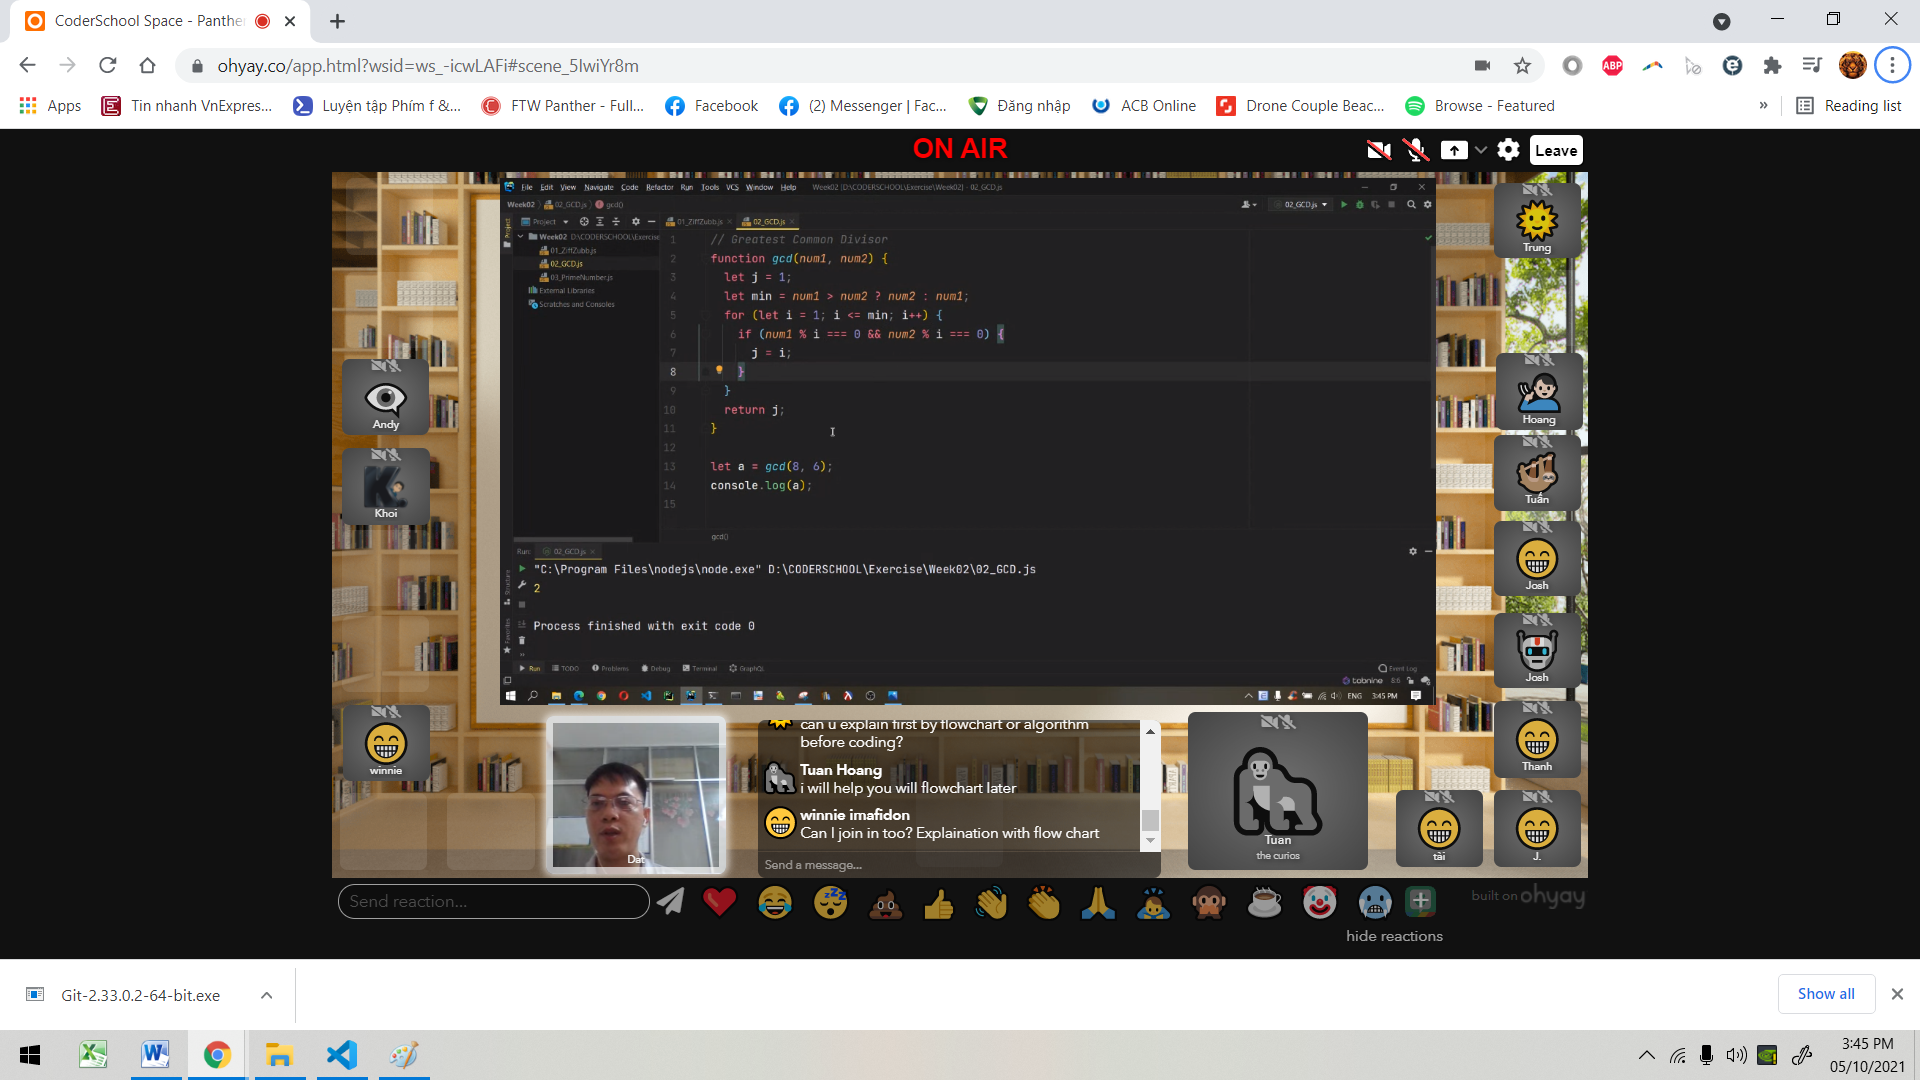 CoderSchool Space - Panthe
ohyay.co/app.html?wsid=ws_-icwLAFi#scene_5IwiYr8m
ABP
Apps
Tin nhanh VnExpres...
Luyện tập Phím f &...
FTW Panther - Full...
Facebook
(2) Messenger | Fac...
Đăng nhập
ACB Online
Drone Couple Beac...
Browse - Featured
»
Reading list
ON AIR
Leave
File Edit View Navigate Code Refactor Run Tools VCS Window Help Week02 [D:\CODERSCHOOL\Exercise\Week02] - 02_GCD.js
Week02 02_GCD.js gcd()
02_GCD.js
Project
01_ZiffZubb.js
02_GCD.js
Week02 D:\CODERSCHOOL\Exercise
01_ZiffZubb.js
02_GCD.js
03_PrimeNumber.js
External Libraries
Scratches and Consoles
1 // Greatest Common Divisor
2 function gcd(num1, num2) {
3 let j = 1;
4 let min = num1 > num2 ? num2 : num1;
5 for (let i = 1; i <= min; i++) {
6 if (num1 % i === 0 && num2 % i === 0) {
7 j = i;
8 }
9 }
10 return j;
11 }
12
13 let a = gcd(8, 6);
14 console.log(a);
15
gcd()
Run: 02_GCD.js
"C:\Program Files\nodejs\node.exe" D:\CODERSCHOOL\Exercise\Week02\02_GCD.js
2
Process finished with exit code 0
Structure
Favorites
Run TODO Problems Debug Terminal GraphQL Event Log
tabnine 8:6
ENG 3:45 PM
Trung
Andy
Hoang
Khoi
Tuấn
Josh
Josh
winnie
Thanh
Dat
can u explain first by flowchart or algorithm
before coding?
Tuan Hoang
i will help you will flowchart later
winnie imafidon
Can I join in too? Explaination with flow chart
Send a message...
Tuan
the curios
tài
J.
Send reaction...
built on ohyay
hide reactions
Git-2.33.0.2-64-bit.exe
Show all
3:45 PM
05/10/2021